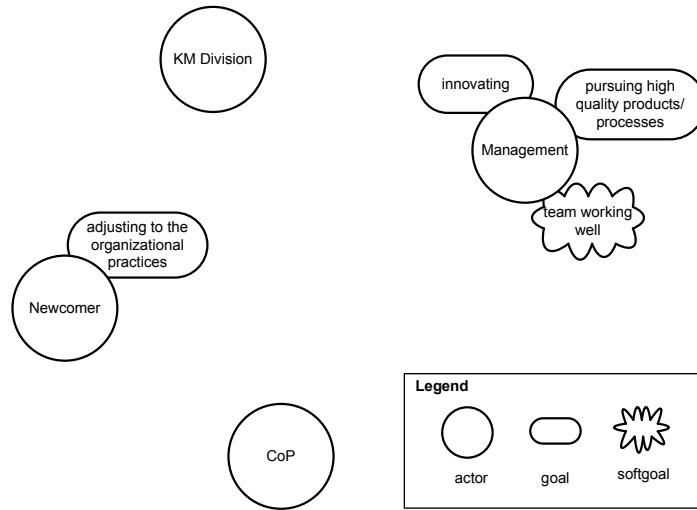 KM Division
innovating
pursuing high
quality products/
processes
Management
team working
well
adjusting to the
organizational
practices
Newcomer
CoP
Legend
actor
goal
softgoal